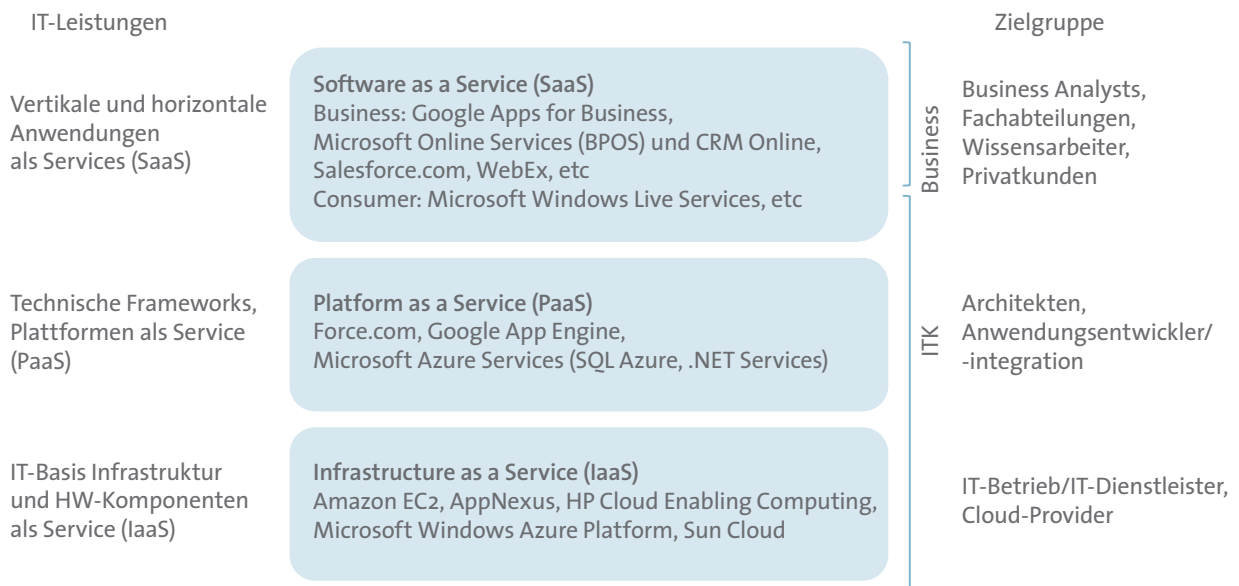 IT-Leistungen
Zielgruppe
Vertikale und horizontale
Anwendungen
als Services (SaaS)
Software as a Service (SaaS)
Business: Google Apps for Business,
Microsoft Online Services (BPOS) und CRM Online,
Salesforce.com, WebEx, etc
Consumer: Microsoft Windows Live Services, etc
Business
Business Analysts,
Fachabteilungen,
Wissensarbeiter,
Privatkunden
Technische Frameworks,
Plattformen als Service
(PaaS)
Platform as a Service (PaaS)
Force.com, Google App Engine,
Microsoft Azure Services (SQL Azure, .NET Services)
ITK
Architekten,
Anwendungsentwickler/
-integration
IT-Basis Infrastruktur
und HW-Komponenten
als Service (IaaS)
Infrastructure as a Service (IaaS)
Amazon EC2, AppNexus, HP Cloud Enabling Computing,
Microsoft Windows Azure Platform, Sun Cloud
IT-Betrieb/IT-Dienstleister,
Cloud-Provider